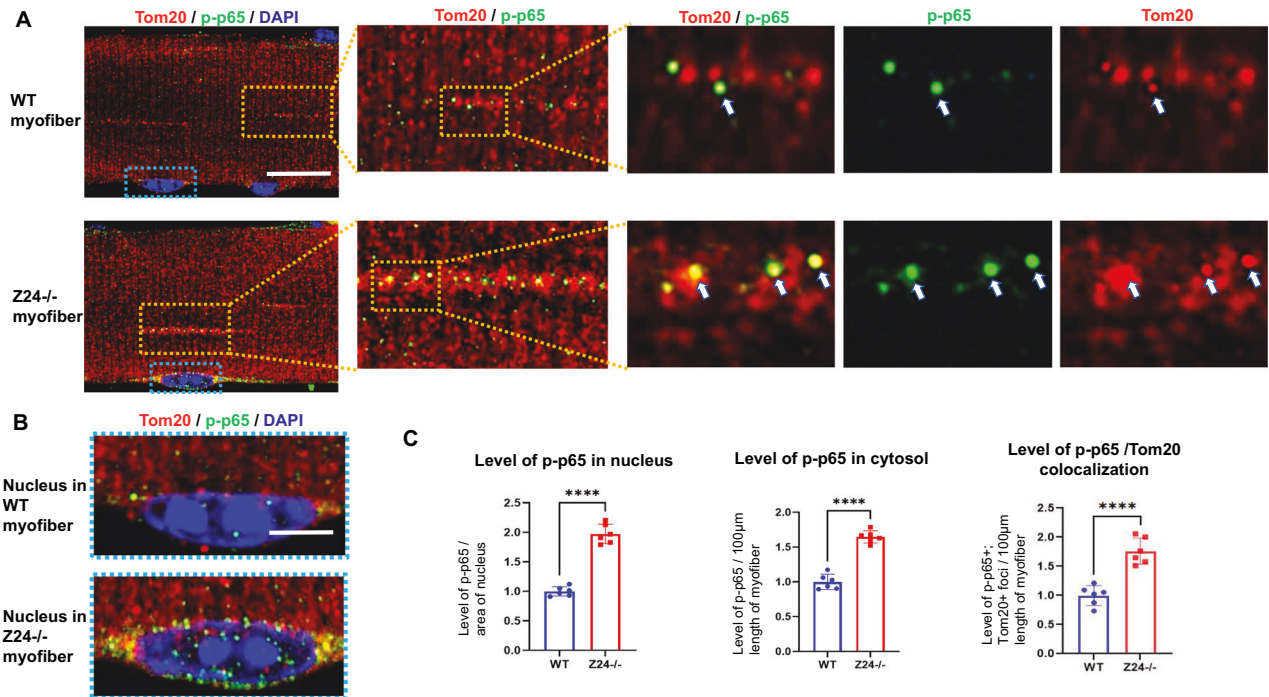 A
Tom20 / p-p65 / DAPI
Tom20 / p-p65
Tom20 / p-p65
p-p65
Tom20
WT
myofiber
Z24-/-
myofiber
B
Tom20 / p-p65 / DAPI
Nucleus in
WT
myofiber
Nucleus in
Z24-/-
myofiber
C
Level of p-p65 in nucleus
Level of p-p65 /
area of nucleus
2.5
2.0
1.5
1.0
0.5
0.0
****
WT
Z24-/-
Level of p-p65 in cytosol
Level of p-p65 / 100μm
length of myofiber
2.0
1.5
1.0
0.5
0.0
****
WT
Z24-/-
Level of p-p65 /Tom20
colocalization
Level of p-p65+;
Tom20+ foci / 100μm
length of myofiber
2.5
2.0
1.5
1.0
0.5
0.0
****
WT
Z24-/-